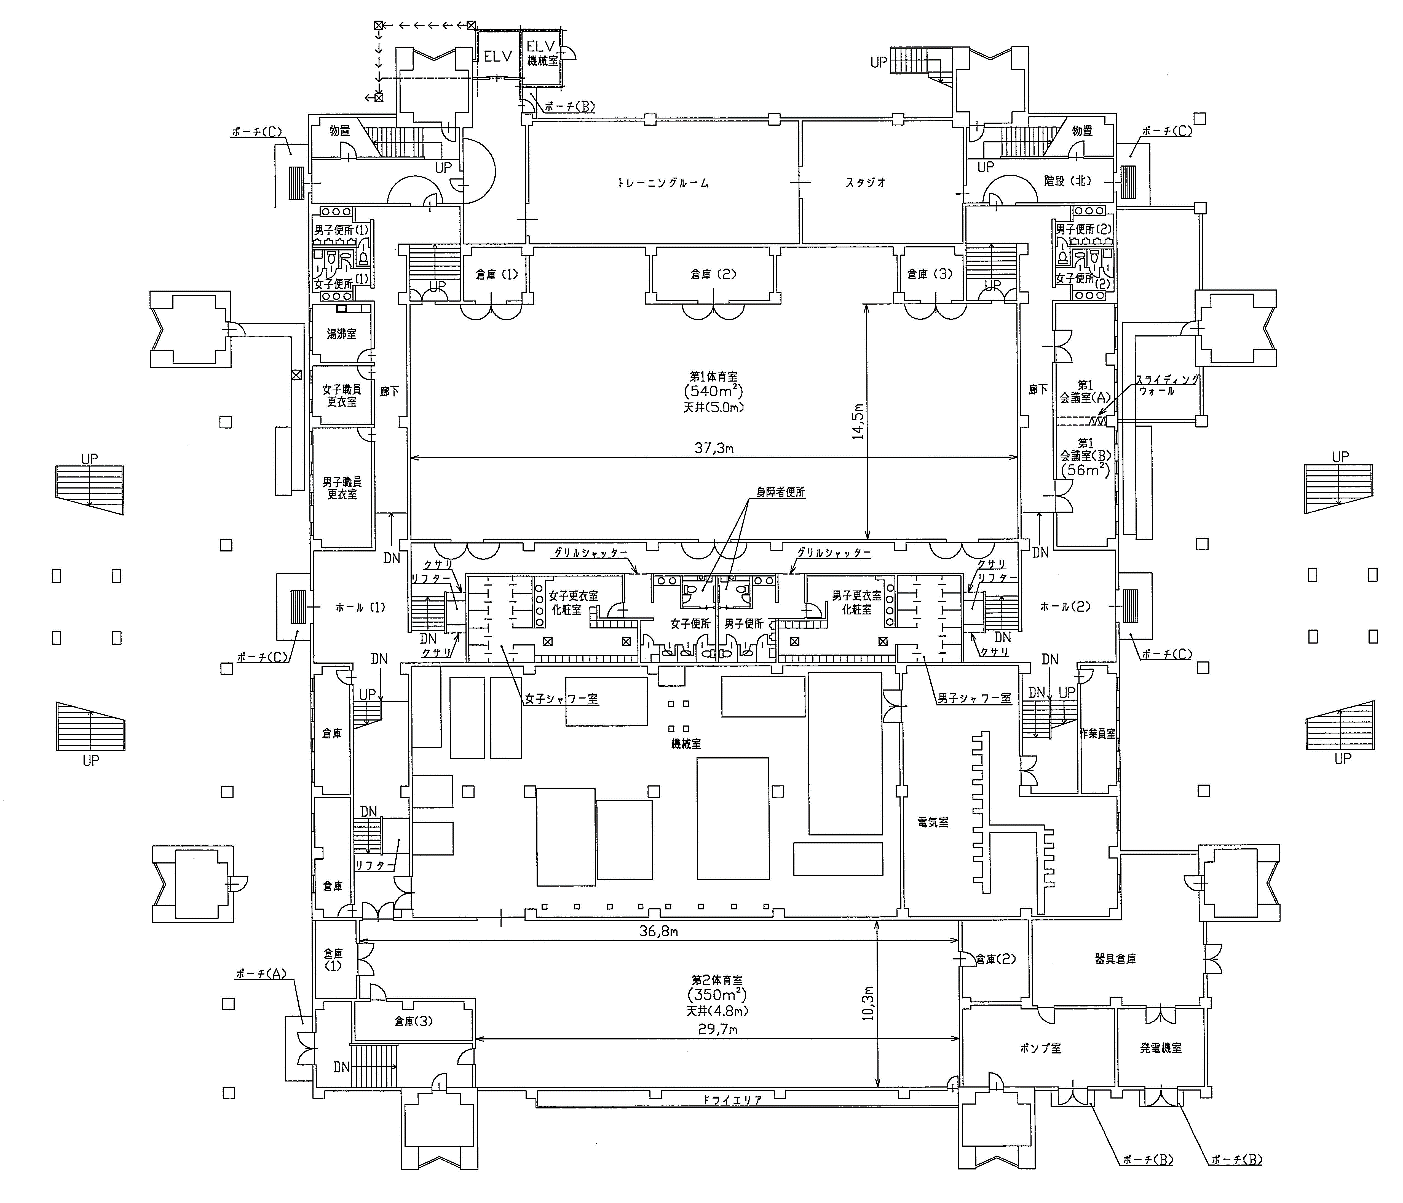 ELV
ELV
機械室
UP
ポーチ(B)
ポーチ(C)
物置
UP
トレーニングルーム
スタジオ
UP
物置
階段(北)
ポーチ(C)
男子便所(1)
女子便所(1)
UP
倉庫(1)
倉庫(2)
倉庫(3)
UP
男子便所(2)
女子便所(2)
湯沸室
女子職員
更衣室
男子職員
更衣室
廊下
第1体育室
(540m²)
天井(5.0m)
14,5m
37,3m
廊下
第1
会議室(A)
スライディング
ウォール
第1
会議室(B)
(56m²)
UP
UP
身障者便所
DN
DN
グリルシャッター
グリルシャッター
クサリ
リフター
クサリ
リフター
ホール(1)
女子更衣室
化粧室
女子便所
男子便所
男子更衣室
化粧室
ホール(2)
DN
クサリ
DN
クサリ
ポーチ(C)
ポーチ(C)
DN
UP
女子シャワー室
男子シャワー室
DN
DN
UP
倉庫
機械室
作業員室
UP
UP
電気室
DN
リフター
倉庫
36,8m
倉庫
(1)
倉庫(2)
器具倉庫
ポーチ(A)
第2体育室
(350m²)
天井(4.8m)
10,3m
29,7m
倉庫(3)
DN
ポンプ室
発電機室
ドライエリア
ポーチ(B)
ポーチ(B)